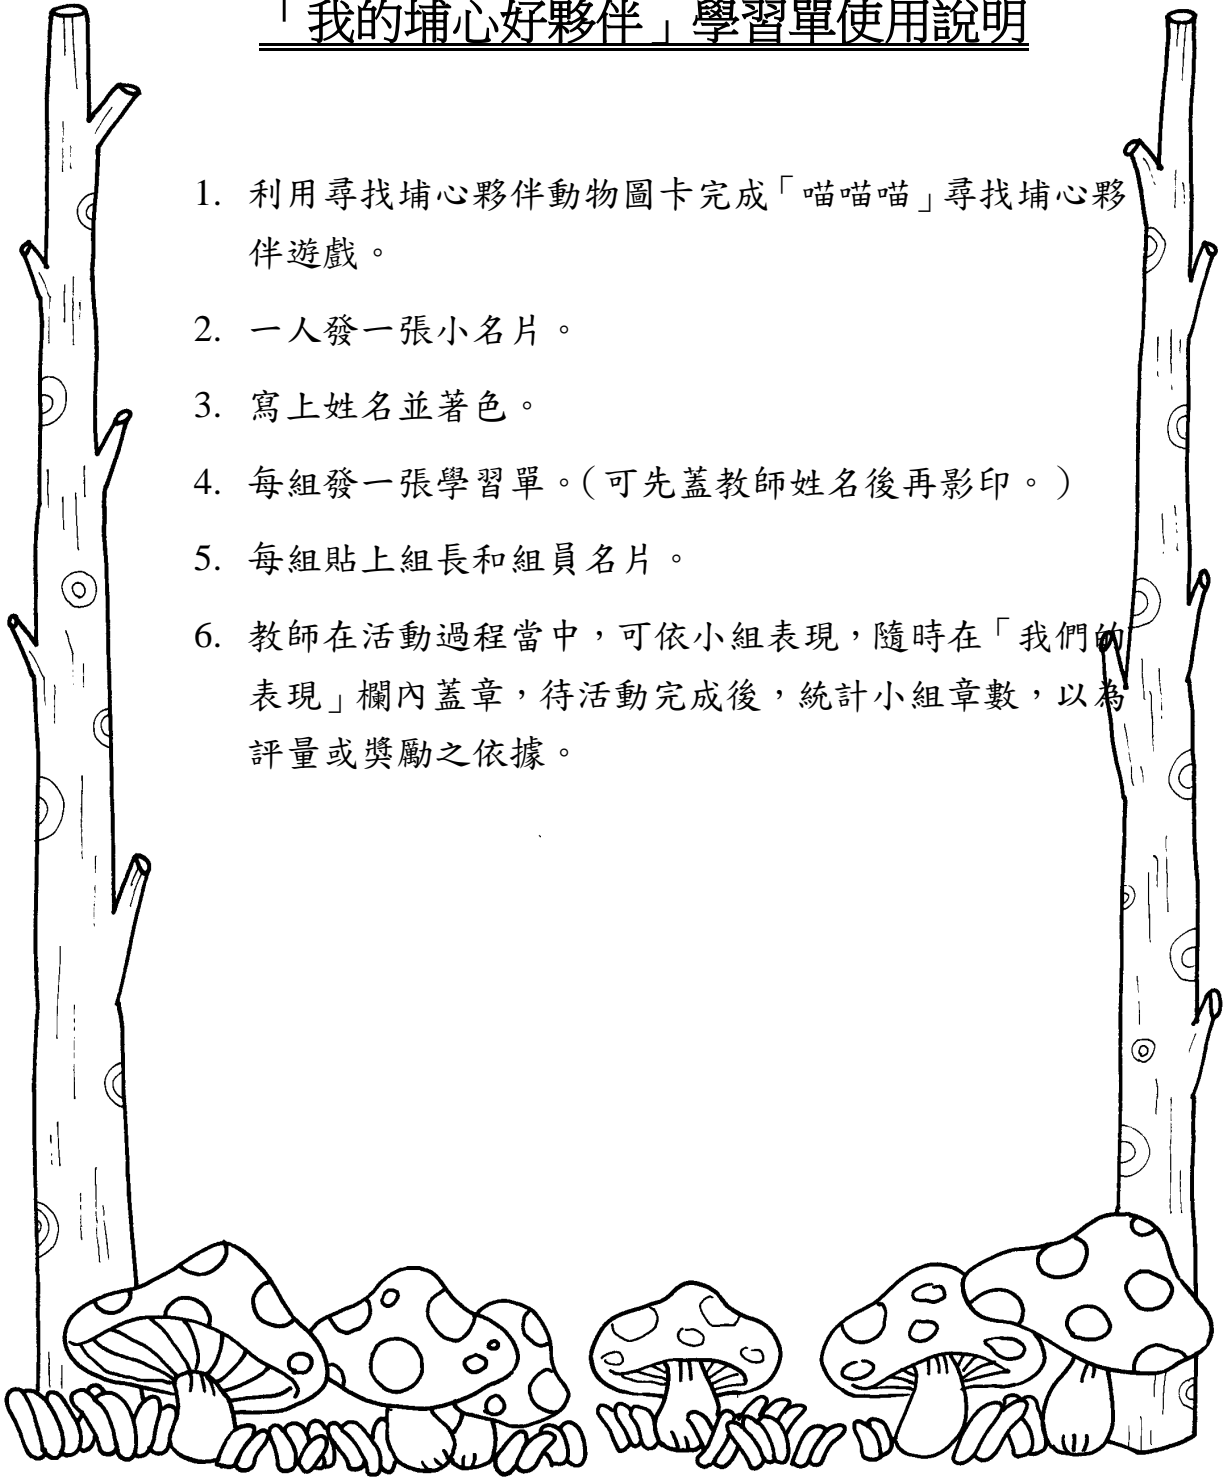 「我的埔心好夥伴」學習單使用說明
1. 利用尋找埔心夥伴動物圖卡完成「喵喵喵」尋找埔心夥
伴遊戲。
2. 一人發一張小名片。
3. 寫上姓名並著色。
4. 每組發一張學習單。（可先蓋教師姓名後再影印。）
5. 每組貼上組長和組員名片。
6. 教師在活動過程當中，可依小組表現，隨時在「我們的
表現」欄內蓋章，待活動完成後，統計小組章數，以為
評量或獎勵之依據。